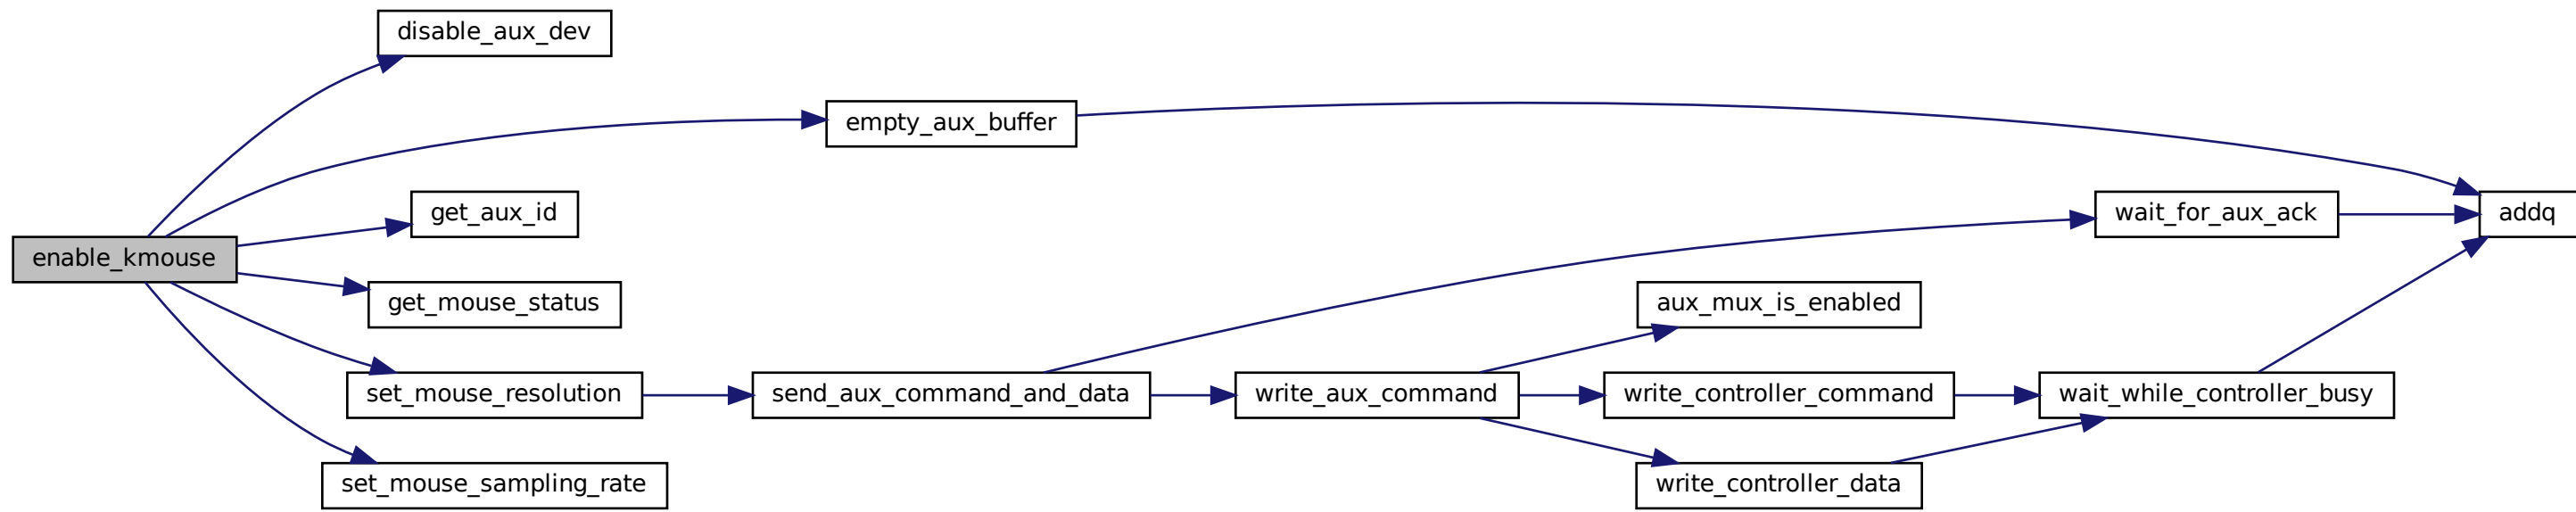 disable_aux_dev
empty_aux_buffer
get_aux_id
wait_for_aux_ack
addq
enable_kmouse
get_mouse_status
aux_mux_is_enabled
set_mouse_resolution
send_aux_command_and_data
write_aux_command
write_controller_command
wait_while_controller_busy
set_mouse_sampling_rate
write_controller_data